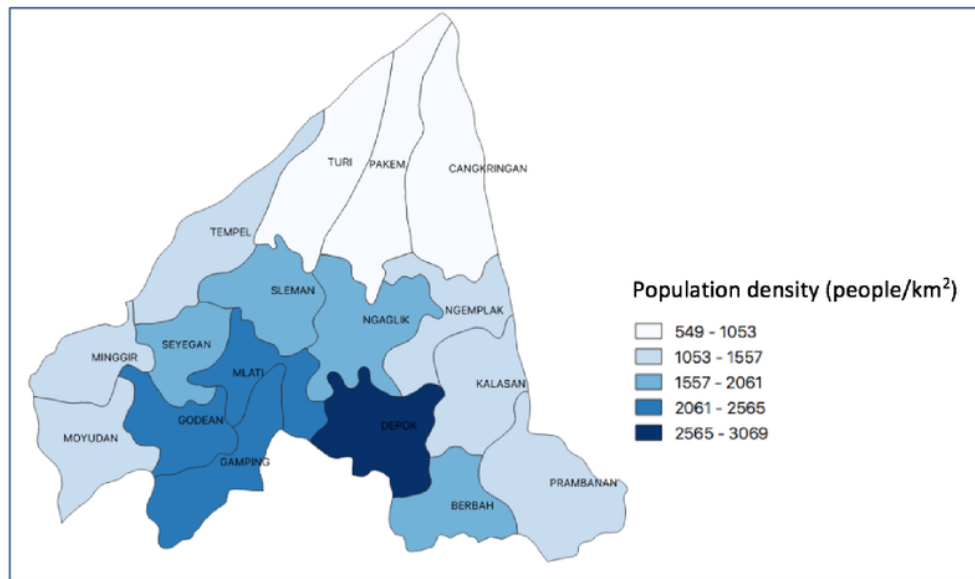 TURI
PAKEM
CANGKRINGAN
TEMPEL
SLEMAN
NGAGLIK
NGEMPLAK
SEYEGAN
MINGGIR
MLATI
KALASAN
GODEAN
DEPOK
MOYUDAN
GAMPING
PRAMBANAN
BERBAH
Population density (people/km²)
549 - 1053
1053 - 1557
1557 - 2061
2061 - 2565
2565 - 3069